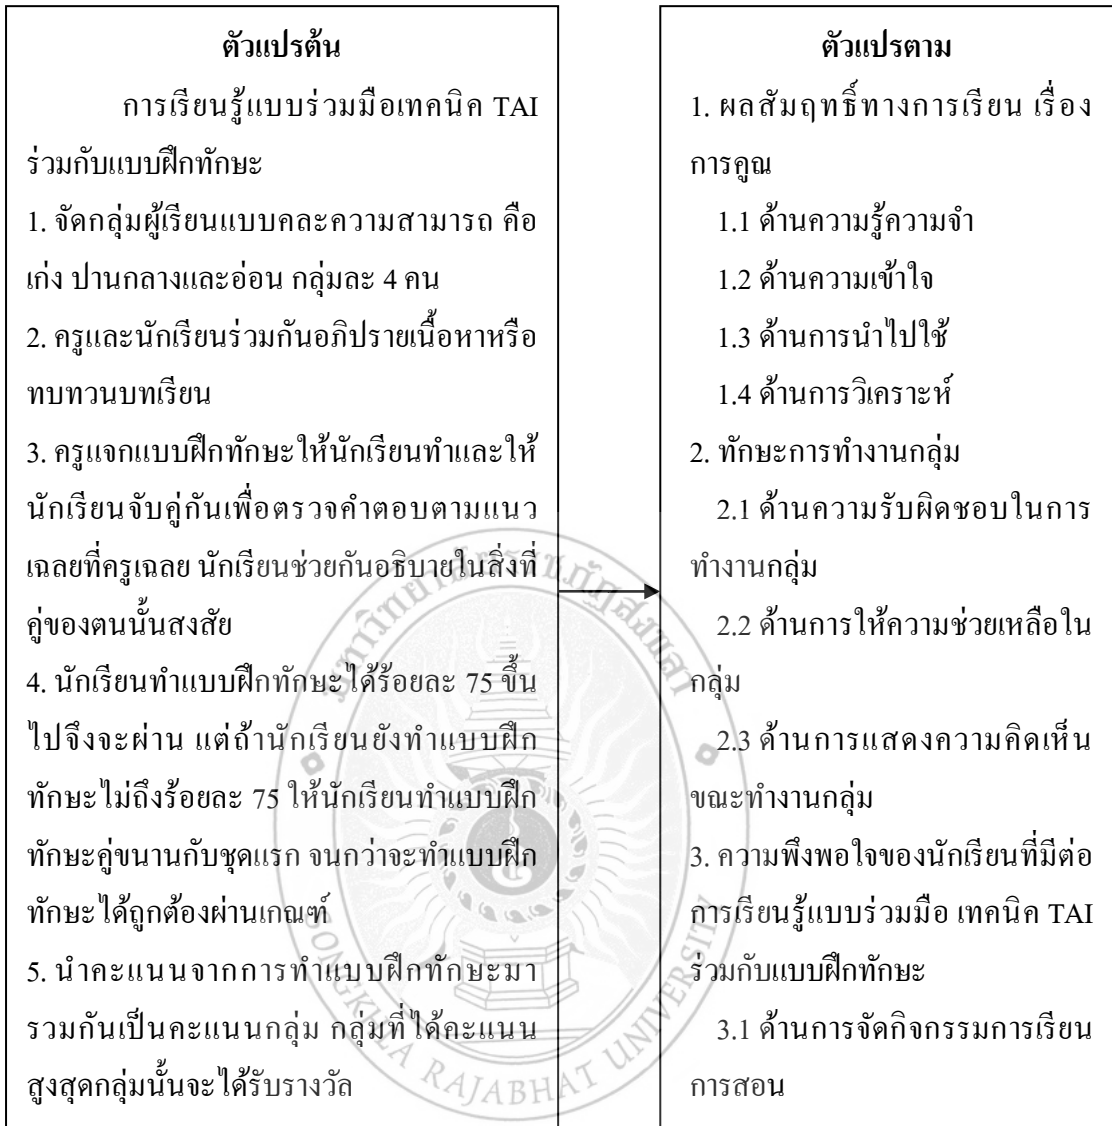 ตัวแปรต้น
การเรียนรู้แบบร่วมมือเทคนิค TAI
ร่วมกับแบบฝึกทักษะ
1. จัดกลุ่มผู้เรียนแบบคละความสามารถ คือ
เก่ง ปานกลางและอ่อน กลุ่มละ 4 คน
2. ครูและนักเรียนร่วมกันอภิปรายเนื้อหาหรือ
ทบทวนบทเรียน
3. ครูแจกแบบฝึกทักษะให้นักเรียนทำและให้
นักเรียนจับคู่กันเพื่อตรวจคำตอบตามแนว
เฉลยที่ครูเฉลย นักเรียนช่วยกันอธิบายในสิ่งที่
คู่ของตนนั้นสงสัย
4. นักเรียนทำแบบฝึกทักษะได้ร้อยละ 75 ขึ้น
ไปจึงจะผ่าน แต่ถ้านักเรียนยังทำแบบฝึก
ทักษะไม่ถึงร้อยละ 75 ให้นักเรียนทำแบบฝึก
ทักษะคู่ขนานกับชุดแรก จนกว่าจะทำแบบฝึก
ทักษะได้ถูกต้องผ่านเกณฑ์
5. นำคะแนนจากการทำแบบฝึกทักษะมา
รวมกันเป็นคะแนนกลุ่ม กลุ่มที่ได้คะแนน
สูงสุดกลุ่มนั้นจะได้รับรางวัล
ตัวแปรตาม
1. ผลสัมฤทธิ์ทางการเรียน เรื่อง
การคูณ
1.1 ด้านความรู้ความจำ
1.2 ด้านความเข้าใจ
1.3 ด้านการนำไปใช้
1.4 ด้านการวิเคราะห์
2. ทักษะการทำงานกลุ่ม
2.1 ด้านความรับผิดชอบในการ
ทำงานกลุ่ม
2.2 ด้านการให้ความช่วยเหลือใน
กลุ่ม
2.3 ด้านการแสดงความคิดเห็น
ขณะทำงานกลุ่ม
3. ความพึงพอใจของนักเรียนที่มีต่อ
การเรียนรู้แบบร่วมมือ เทคนิค TAI
ร่วมกับแบบฝึกทักษะ
3.1 ด้านการจัดกิจกรรมการเรียน
การสอน
มหาวิทยาลัยราชภัฏสงขลา
SONGKHLA RAJABHAT UNIVERSITY